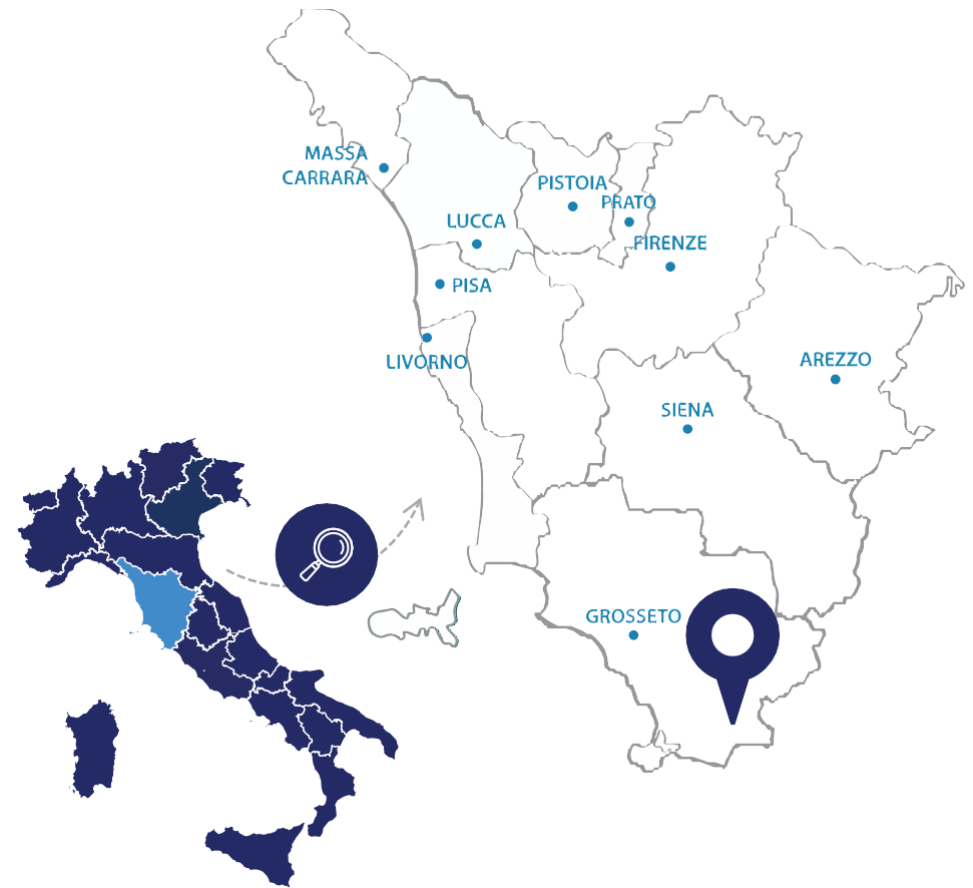 MASSA
CARRARA
PISTOIA
PRATO
LUCCA
FIRENZE
PISA
LIVORNO
AREZZO
SIENA
GROSSETO